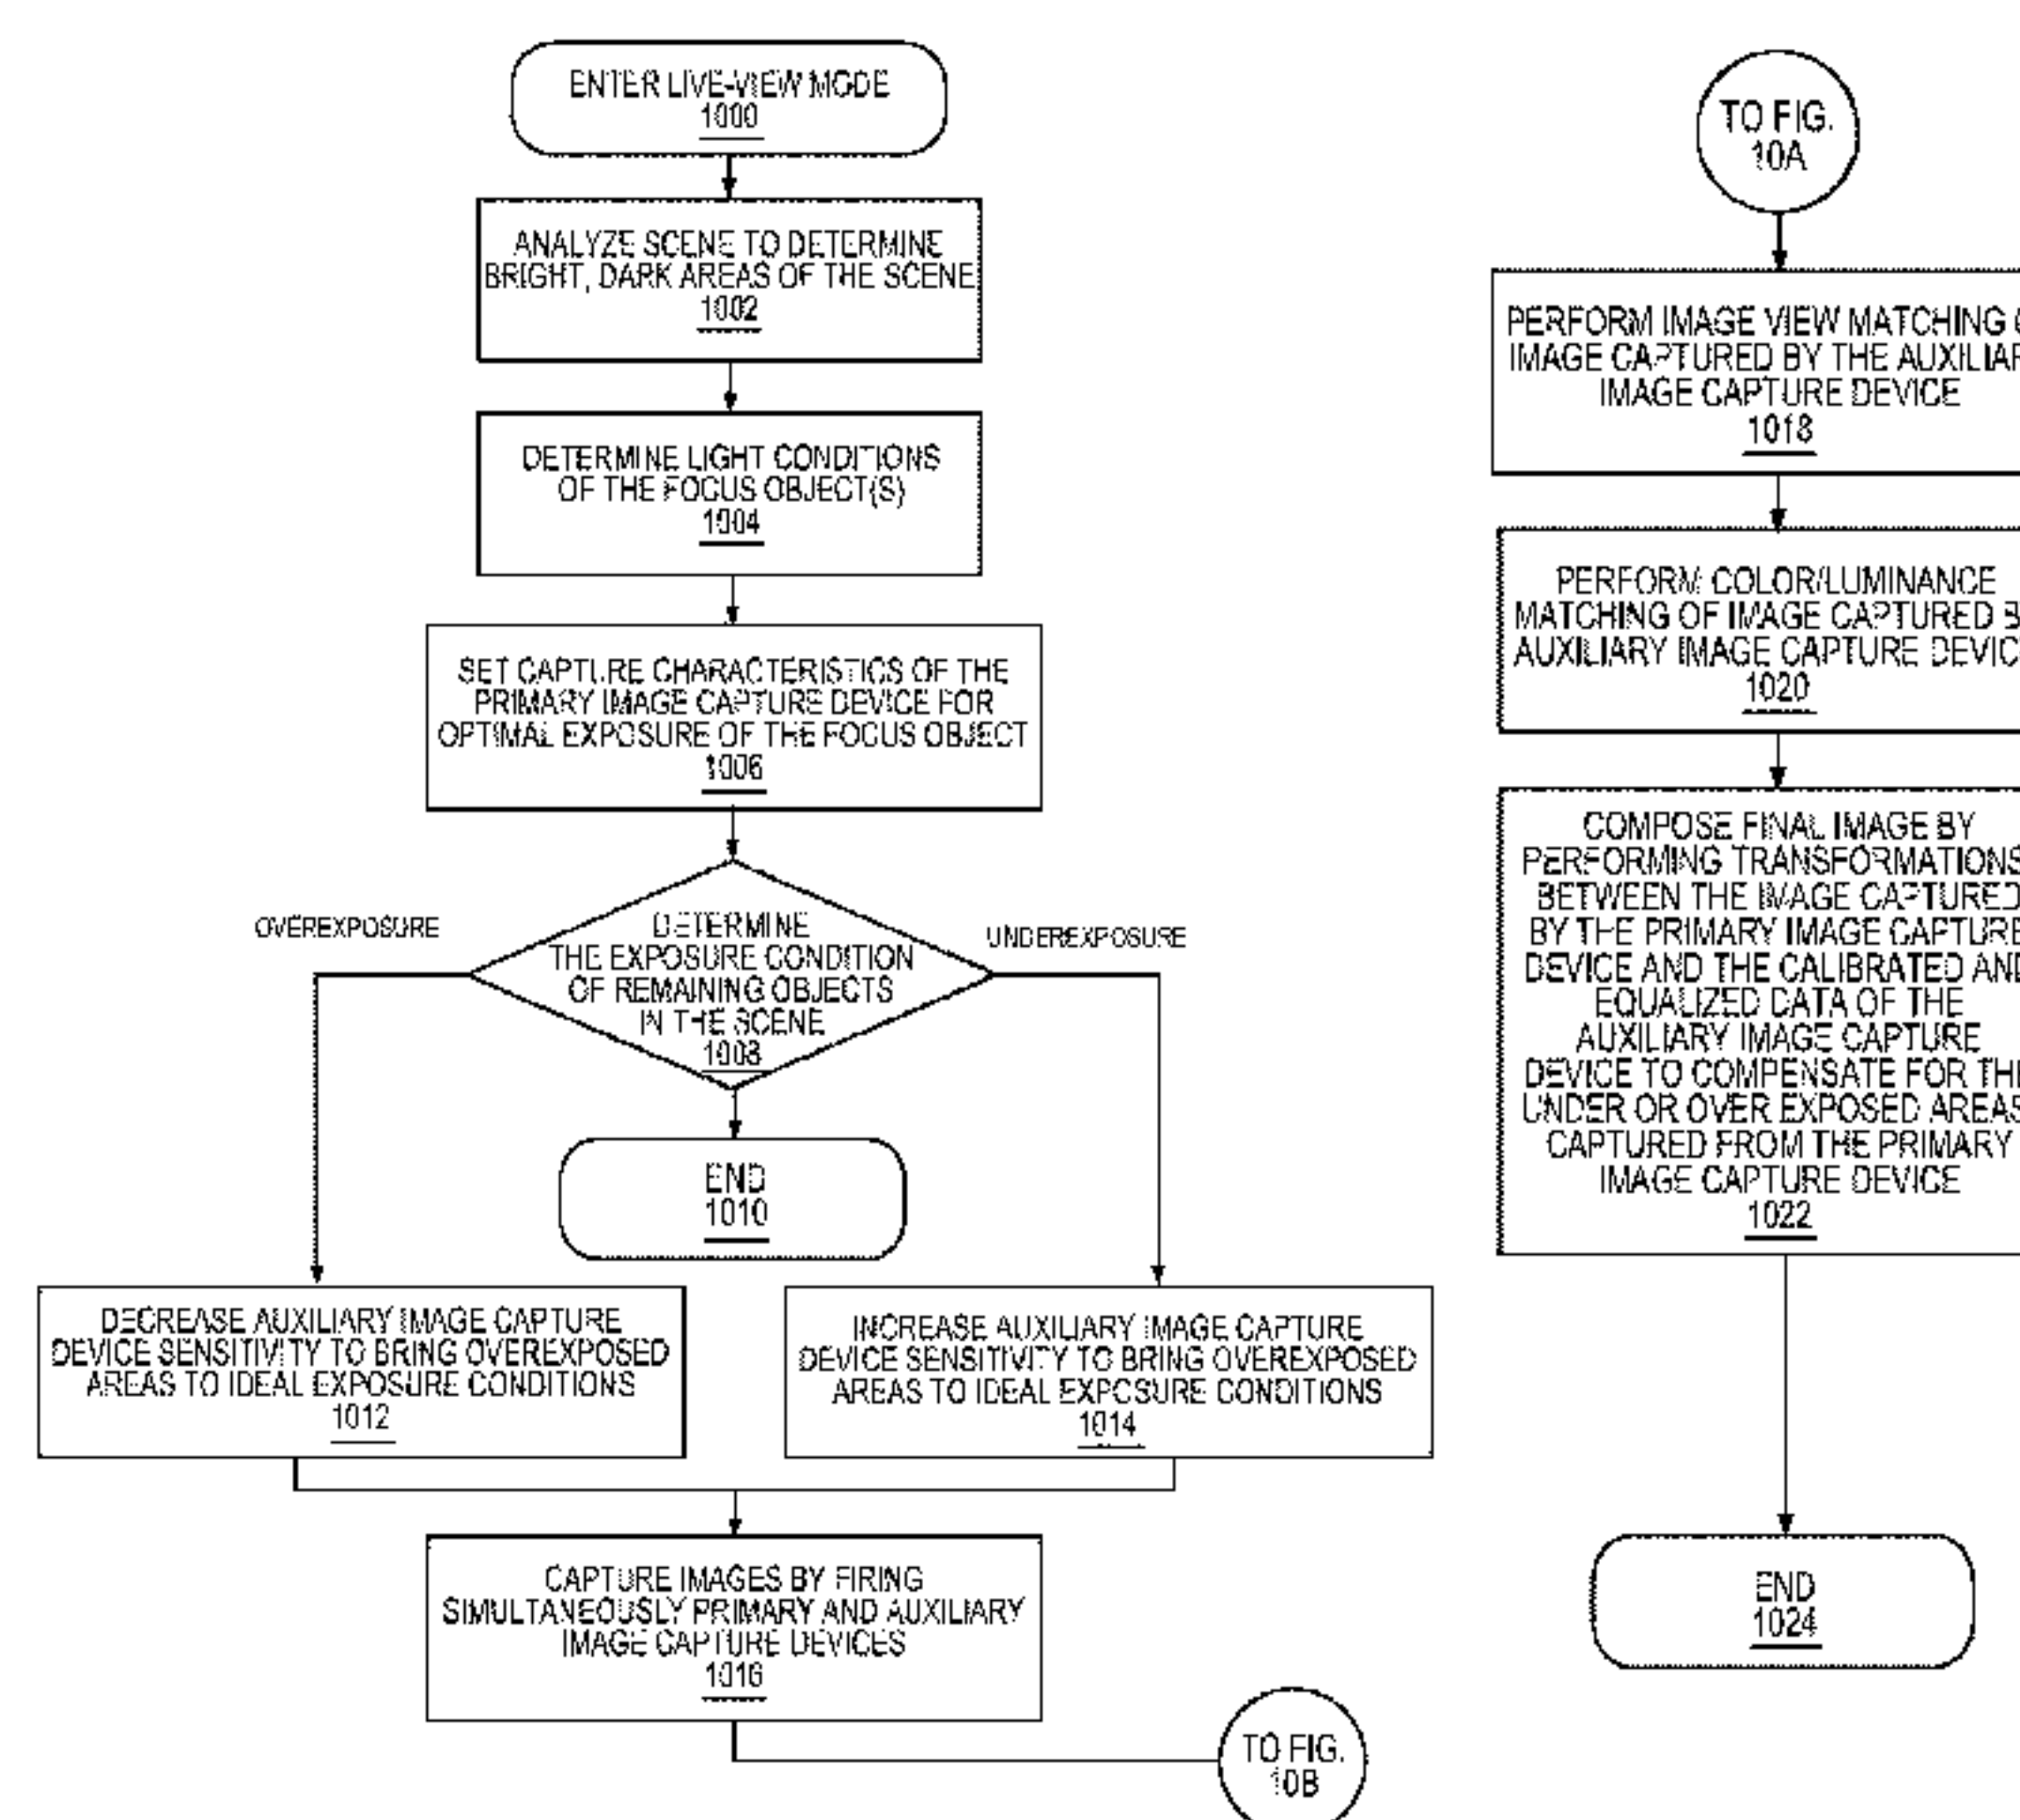 ENTER LIVE-VIEW MODE
1000
ANALYZE SCENE TO DETERMINE
BRIGHT, DARK AREAS OF THE SCENE
1002
DETERMINE LIGHT CONDITIONS
OF THE FOCUS OBJECT(S)
1004
SET CAPTURE CHARACTERISTICS OF THE
PRIMARY IMAGE CAPTURE DEVICE FOR
OPTIMAL EXPOSURE OF THE FOCUS OBJECT
1006
OVEREXPOSURE
DETERMINE
THE EXPOSURE CONDITION
OF REMAINING OBJECTS
IN THE SCENE
1008
UNDEREXPOSURE
END
1010
DECREASE AUXILIARY IMAGE CAPTURE
DEVICE SENSITIVITY TO BRING OVEREXPOSED
AREAS TO IDEAL EXPOSURE CONDITIONS
1012
INCREASE AUXILIARY IMAGE CAPTURE
DEVICE SENSITIVITY TO BRING OVEREXPOSED
AREAS TO IDEAL EXPOSURE CONDITIONS
1014
CAPTURE IMAGES BY FIRING
SIMULTANEOUSLY PRIMARY AND AUXILIARY
IMAGE CAPTURE DEVICES
1016
TO FIG.
10B
TO FIG.
10A
PERFORM IMAGE VIEW MATCHING
IMAGE CAPTURED BY THE AUXILIAR
IMAGE CAPTURE DEVICE
1018
PERFORM COLOR/LUMINANCE
MATCHING OF IMAGE CAPTURED B
AUXILIARY IMAGE CAPTURE DEVIC
1020
COMPOSE FINAL IMAGE BY
PERFORMING TRANSFORMATIONS
BETWEEN THE IMAGE CAPTURED
BY THE PRIMARY IMAGE CAPTURE
DEVICE AND THE CALIBRATED AND
EQUALIZED DATA OF THE
AUXILIARY IMAGE CAPTURE
DEVICE TO COMPENSATE FOR THE
UNDER OR OVER EXPOSED AREAS
CAPTURED FROM THE PRIMARY
IMAGE CAPTURE DEVICE
1022
END
1024